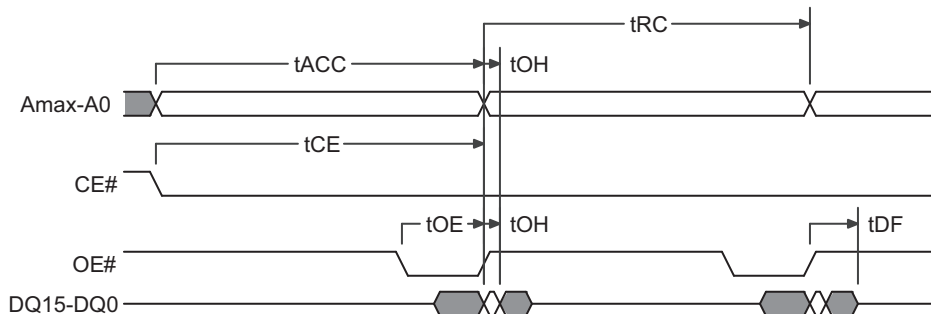 tRC
tACC tOH
Amax-A0
tCE
CE#
tOE tOH tDF
OE#
DQ15-DQ0